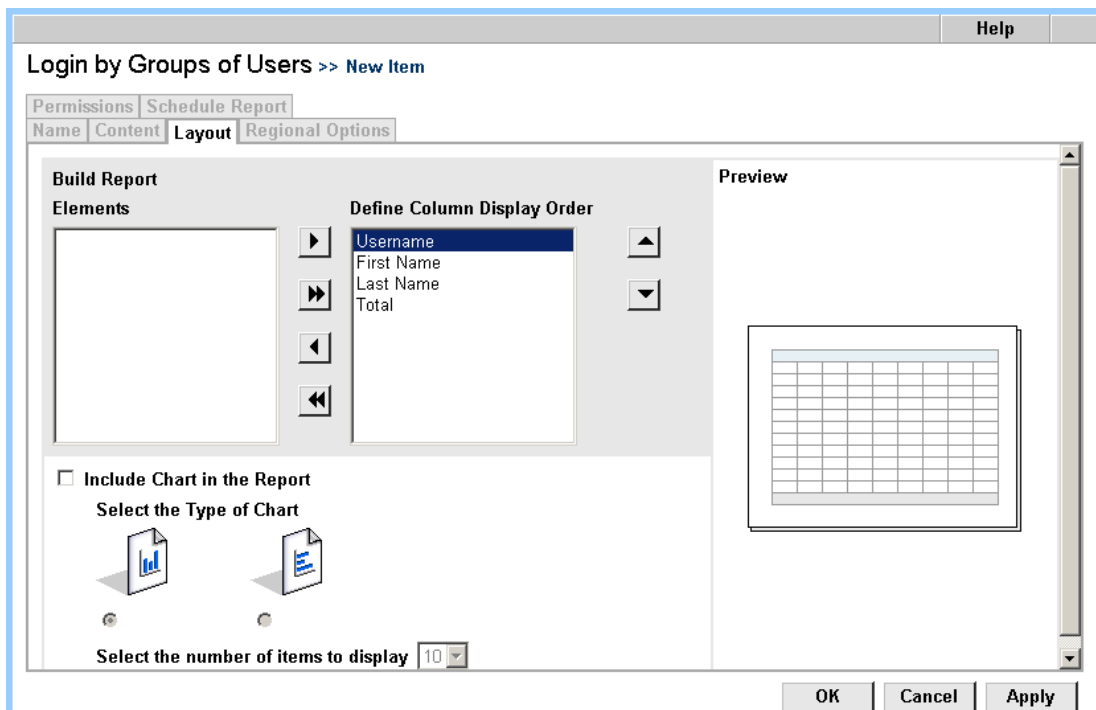 Help
Login by Groups of Users >> New Item
Permissions Schedule Report
Name Content Layout Regional Options
Build Report
Preview
Elements
Define Column Display Order
Username
First Name
Last Name
Total
Include Chart in the Report
Select the Type of Chart
Select the number of items to display 10
OK Cancel Apply